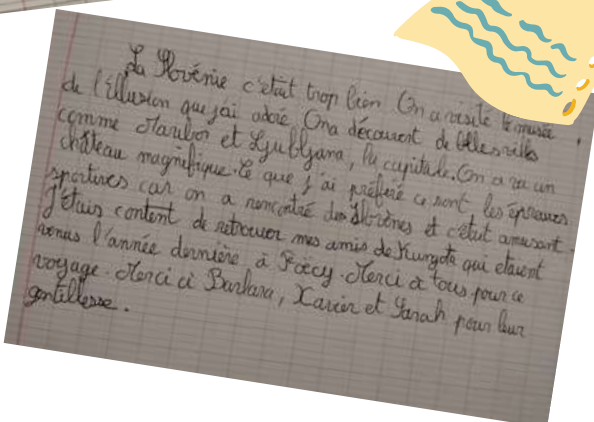 La Slovénie c'était trop bien. On a visité le musée
de l'Ellusion que j'ai adoré. On a découvert de belles villes
comme Maribor et Ljubljana, la capitale. On a vu un
château magnifique. Ce que j'ai préféré ce sont les épreuves
sportives car on a rencontré des Slovènes et c'était amusant.
J'étais content de retrouver mes amis de Kungota qui étaient
venus l'année dernière à Foëcy. Merci à tous pour ce
voyage. Merci à Barbara, Xavier et Sarah pour leur
gentillesse.